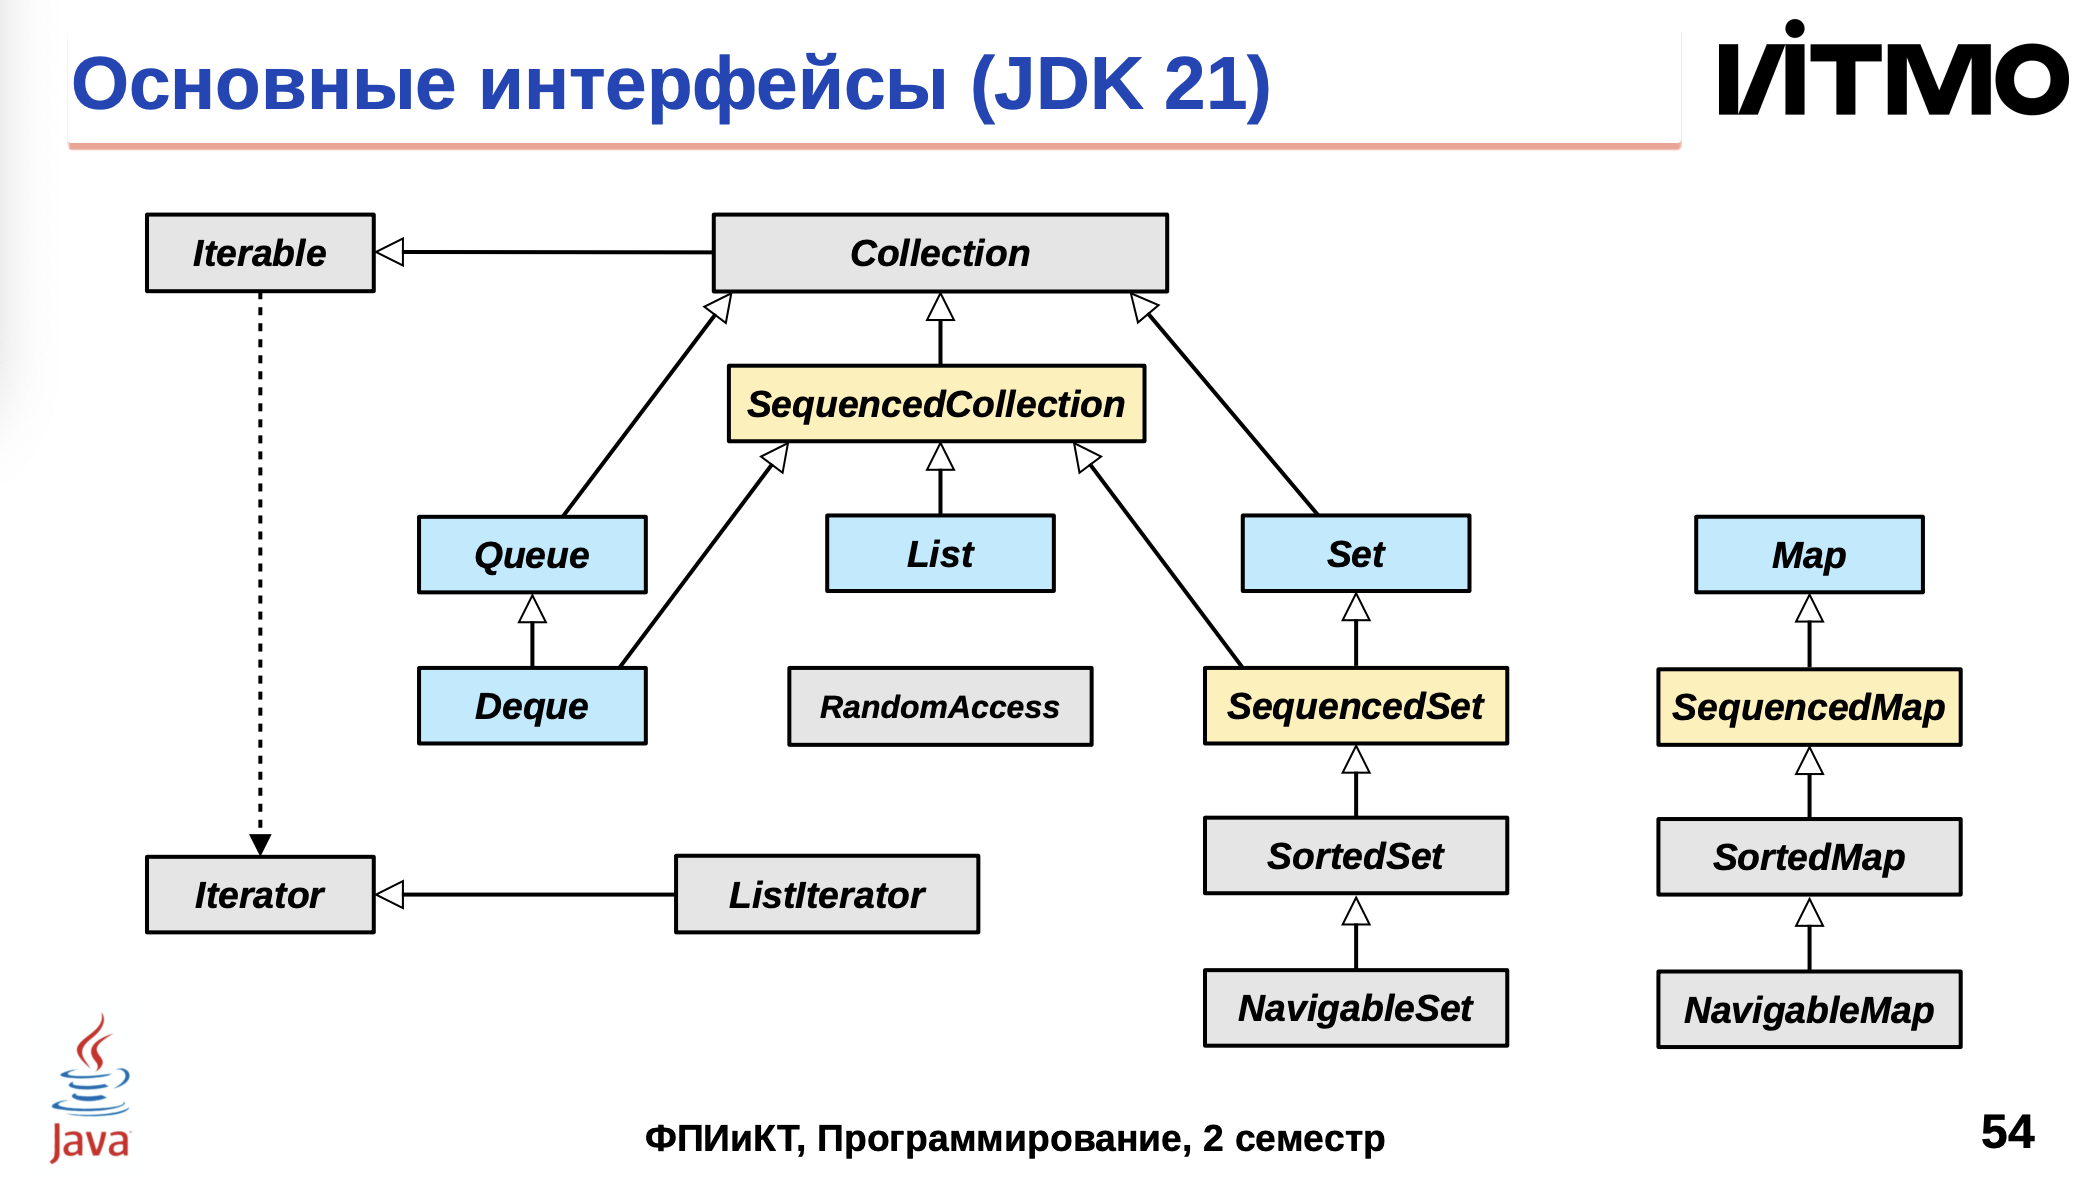 Основные интерфейсы (JDK 21)
ИTMO
Iterable
Collection
SequencedCollection
Queue
List
Set
Map
Deque
RandomAccess
SequencedSet
SequencedMap
SortedSet
SortedMap
Iterator
ListIterator
NavigableSet
NavigableMap
Java
ФПИиКТ, Программирование, 2 семестр
54